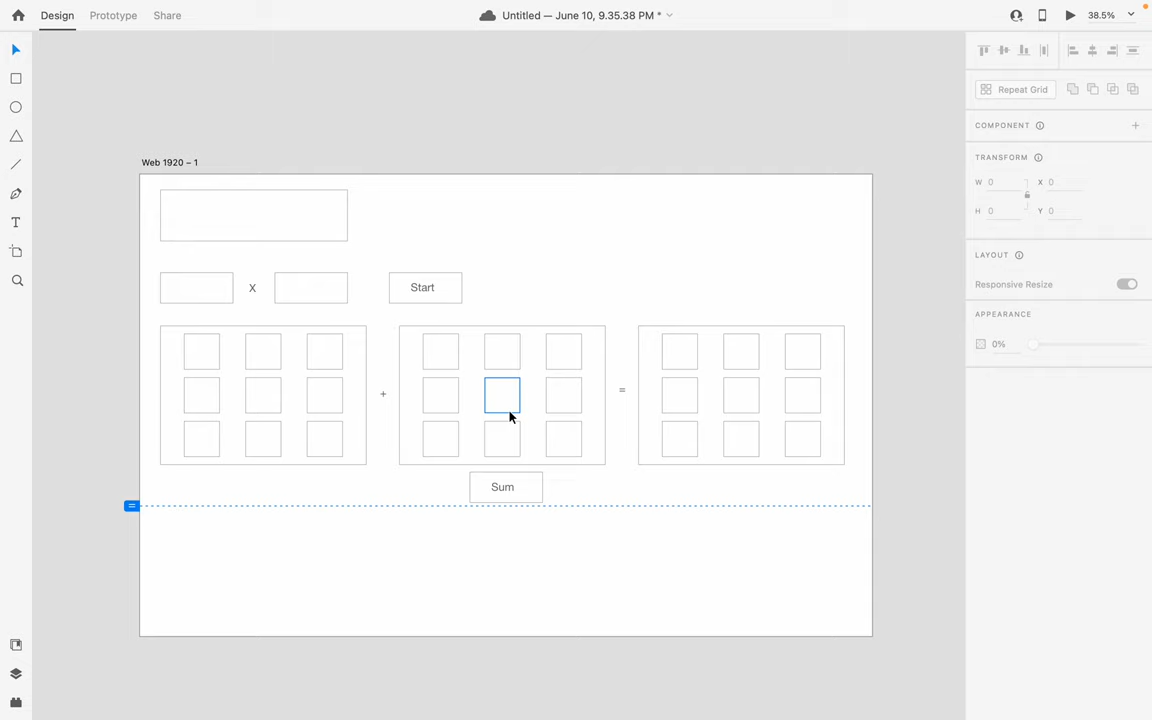 Design Prototype Share Untitled — June 10, 9.35.38 PM * 38.5%
Repeat Grid
COMPONENT
Web 1920 – 1
TRANSFORM
W 0 X 0
H 0 Y 0
LAYOUT
Responsive Resize
APPEARANCE
0%
X Start
+ =
Sum